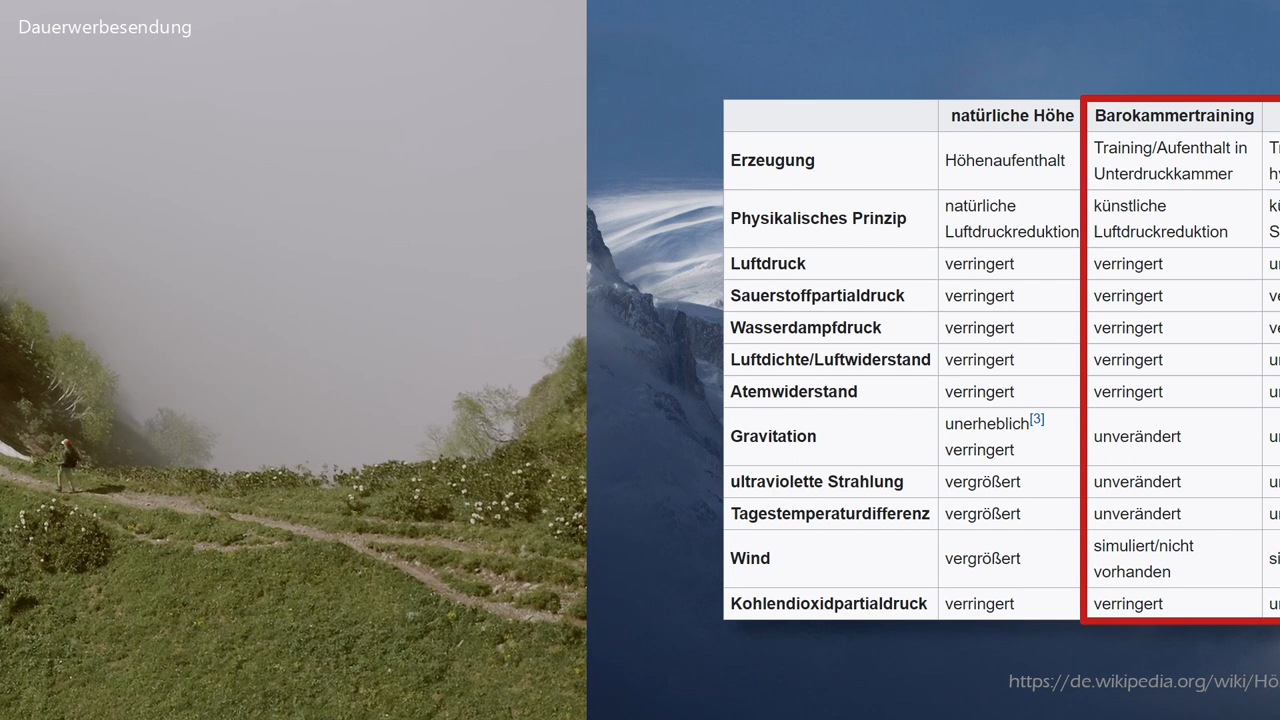 Dauerwerbesendung
natürliche Höhe Barokammertraining
Erzeugung Höhenaufenthalt Training/Aufenthalt in
Unterdruckkammer
Physikalisches Prinzip natürliche
Luftdruckreduktion künstliche
Luftdruckreduktion
Luftdruck verringert verringert
Sauerstoffpartialdruck verringert verringert
Wasserdampfdruck verringert verringert
Luftdichte/Luftwiderstand verringert verringert
Atemwiderstand verringert verringert
Gravitation unerheblich[3]
verringert unverändert
ultraviolette Strahlung vergrößert unverändert
Tagestemperaturdifferenz vergrößert unverändert
Wind vergrößert simuliert/nicht
vorhanden
Kohlendioxidpartialdruck verringert verringert
https://de.wikipedia.org/wiki/Hö